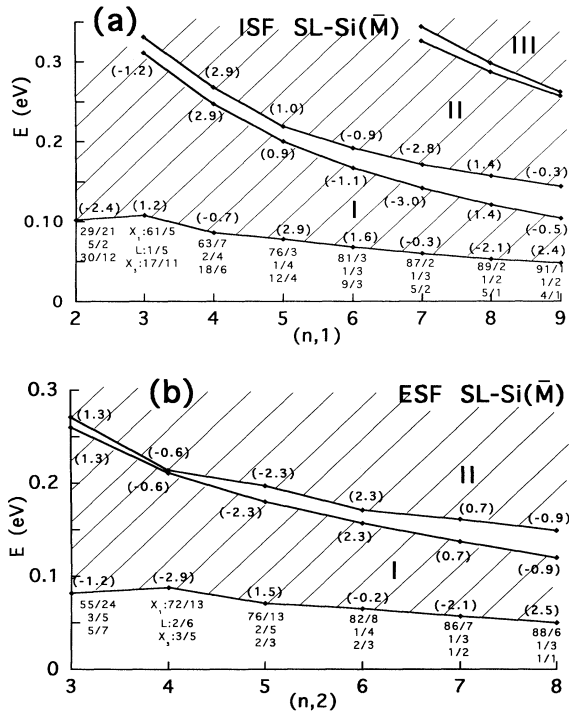 (a) ISF SL-Si(M̄)
III
0.3
(-1.2)
(2.9)
II
E (eV)
0.2
(2.9)
(1.0)
(0.9)
(-0.9)
(-2.8)
(1.4)
(-0.3)
(-1.1)
(-3.0)
(1.4)
(-0.5)
I
0.10
(-2.4) (1.2) (-0.7) (2.9) (1.6) (-0.3) (-2.1) (2.4)
29/21 X₁:61/5 63/7 76/3 81/3 87/2 89/2 91/1
5/2 L:1/5 2/4 1/4 1/3 1/3 1/2 1/2
30/12 X₃:17/11 18/6 12/4 9/3 5/2 5/1 4/1
0
2 3 4 5 6 7 8 9
(n,1)
(b) ESF SL-Si(M̄)
0.3
(1.3)
(1.3)
(-0.6)
(-0.6)
(-2.3)
(2.3)
(0.7)
(-0.9)
II
E (eV)
0.2
(-2.3)
(2.3)
(0.7)
(-0.9)
I
0.1
(-1.2) (-2.9) (1.5) (-0.2) (-2.1) (2.5)
55/24 X₁:72/13 76/13 82/8 86/7 88/6
3/5 L:2/6 2/5 1/4 1/3 1/3
5/7 X₃:3/5 2/3 2/3 1/2 1/1
0
3 4 5 6 7 8
(n,2)